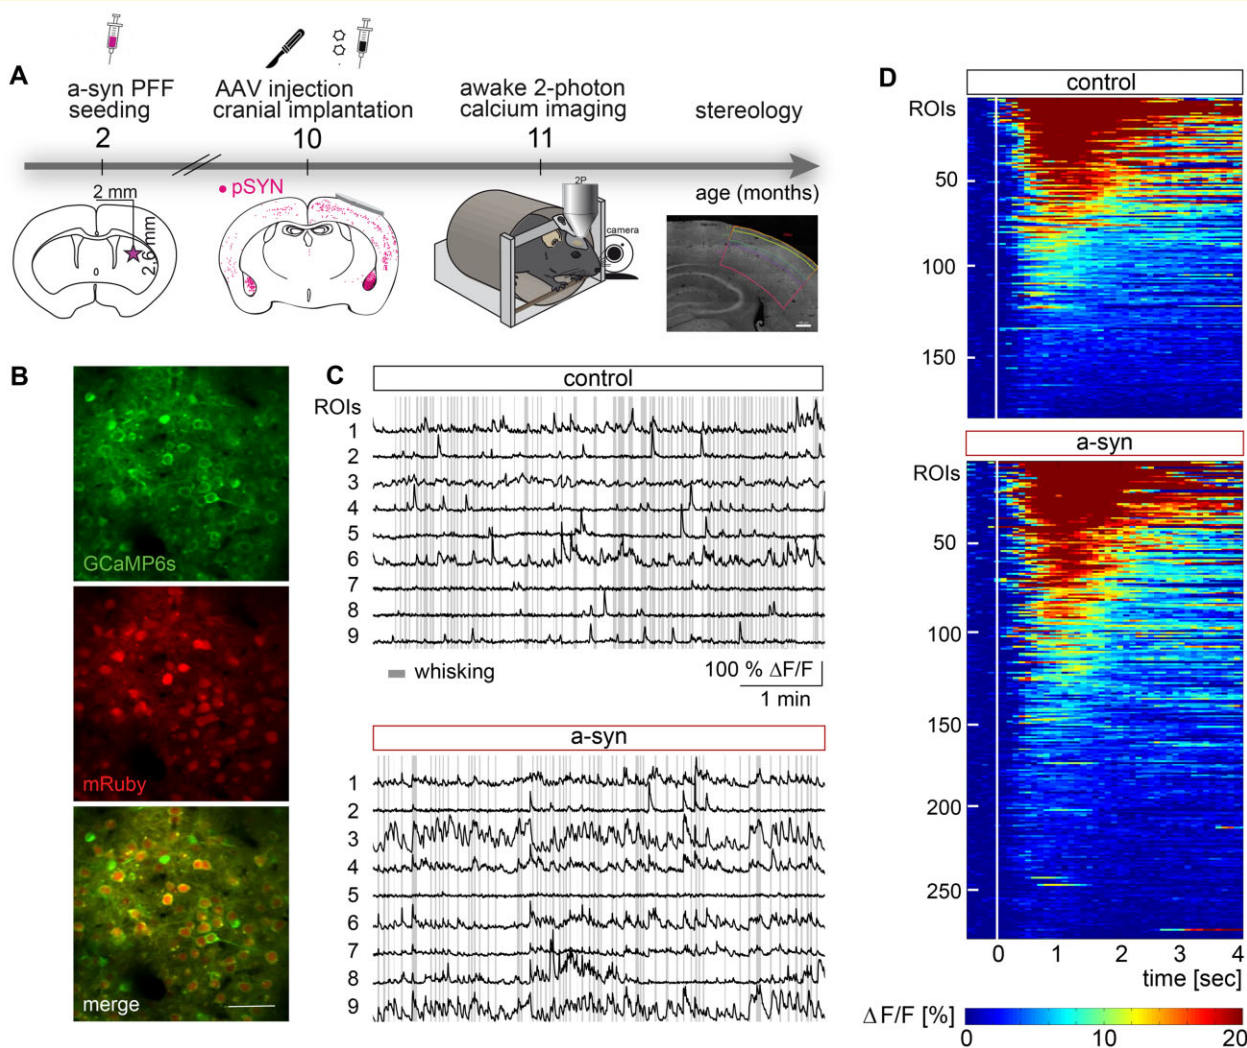 A
a-syn PFF
seeding
2
AAV injection
cranial implantation
10
awake 2-photon
calcium imaging
11
stereology
age (months)
2 mm
2,6 mm
pSYN
2P
camera
B
GCaMP6s
mRuby
merge
C
control
ROIs
1
2
3
4
5
6
7
8
9
whisking
100 % ΔF/F
1 min
a-syn
1
2
3
4
5
6
7
8
9
D
control
ROIs
50
100
150
a-syn
ROIs
50
100
150
200
250
0 1 2 3 4
time [sec]
ΔF/F [%]
0 10 20